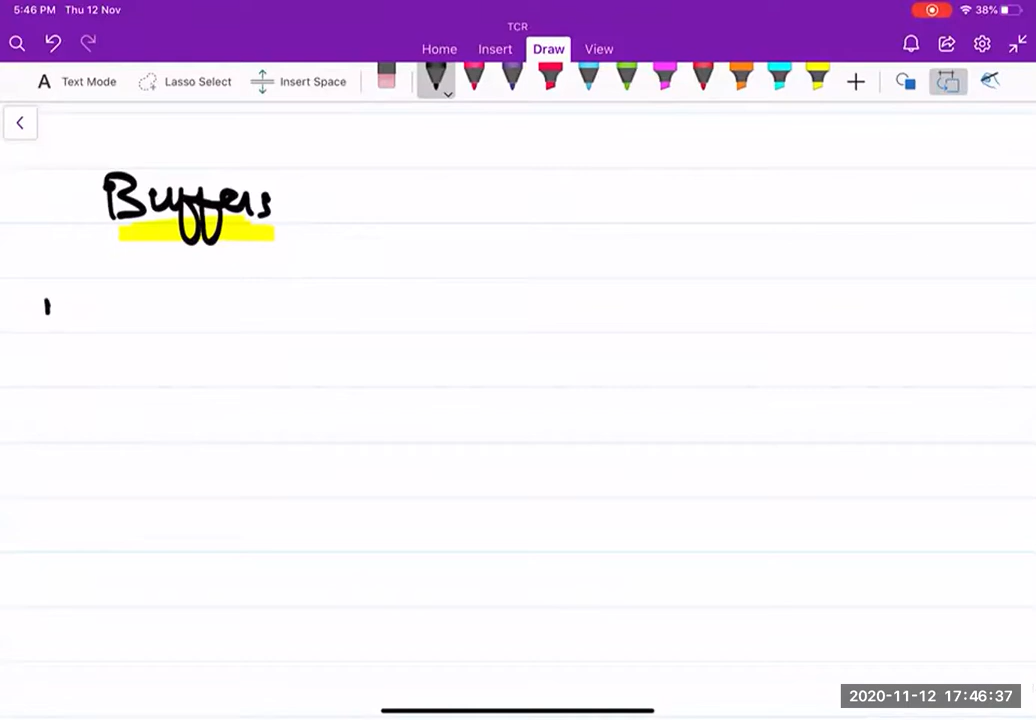 5:46 PM Thu 12 Nov
38%
TCR
Home Insert Draw View
A Text Mode Lasso Select Insert Space
Buffers
2020-11-12 17:46:37